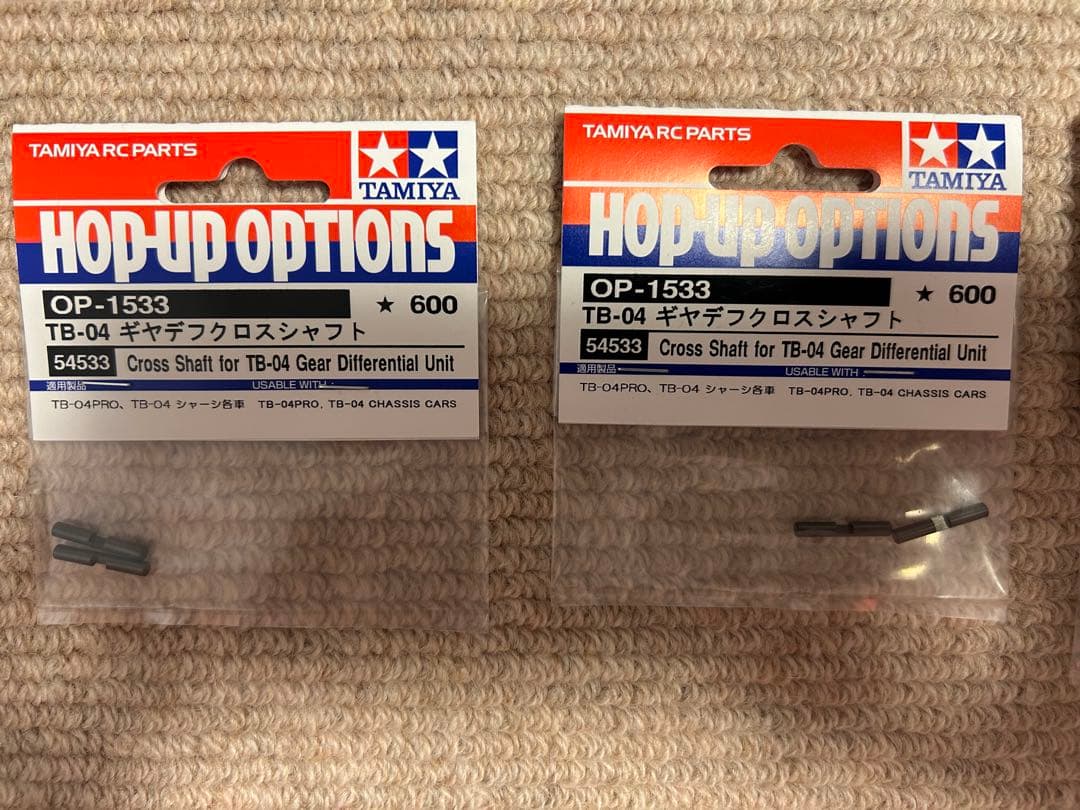 TAMIYA RC PARTS
TAMIYA
HOP-UP OPTIONS
OP-1533
★ 600
TB-04 ギヤデフクロスシャフト
54533 Cross Shaft for TB-04 Gear Differential Unit
適用製品 USABLE WITH
TB-04PRO、TB-04 シャーシ各車 TB-04PRO, TB-04 CHASSIS CARS
TAMIYA RC PARTS
TAMIYA
HOP-UP OPTIONS
OP-1533
★ 600
TB-04 ギヤデフクロスシャフト
54533 Cross Shaft for TB-04 Gear Differential Unit
適用製品 USABLE WITH
TB-04PRO、TB-04 シャーシ各車 TB-04PRO, TB-04 CHASSIS CARS